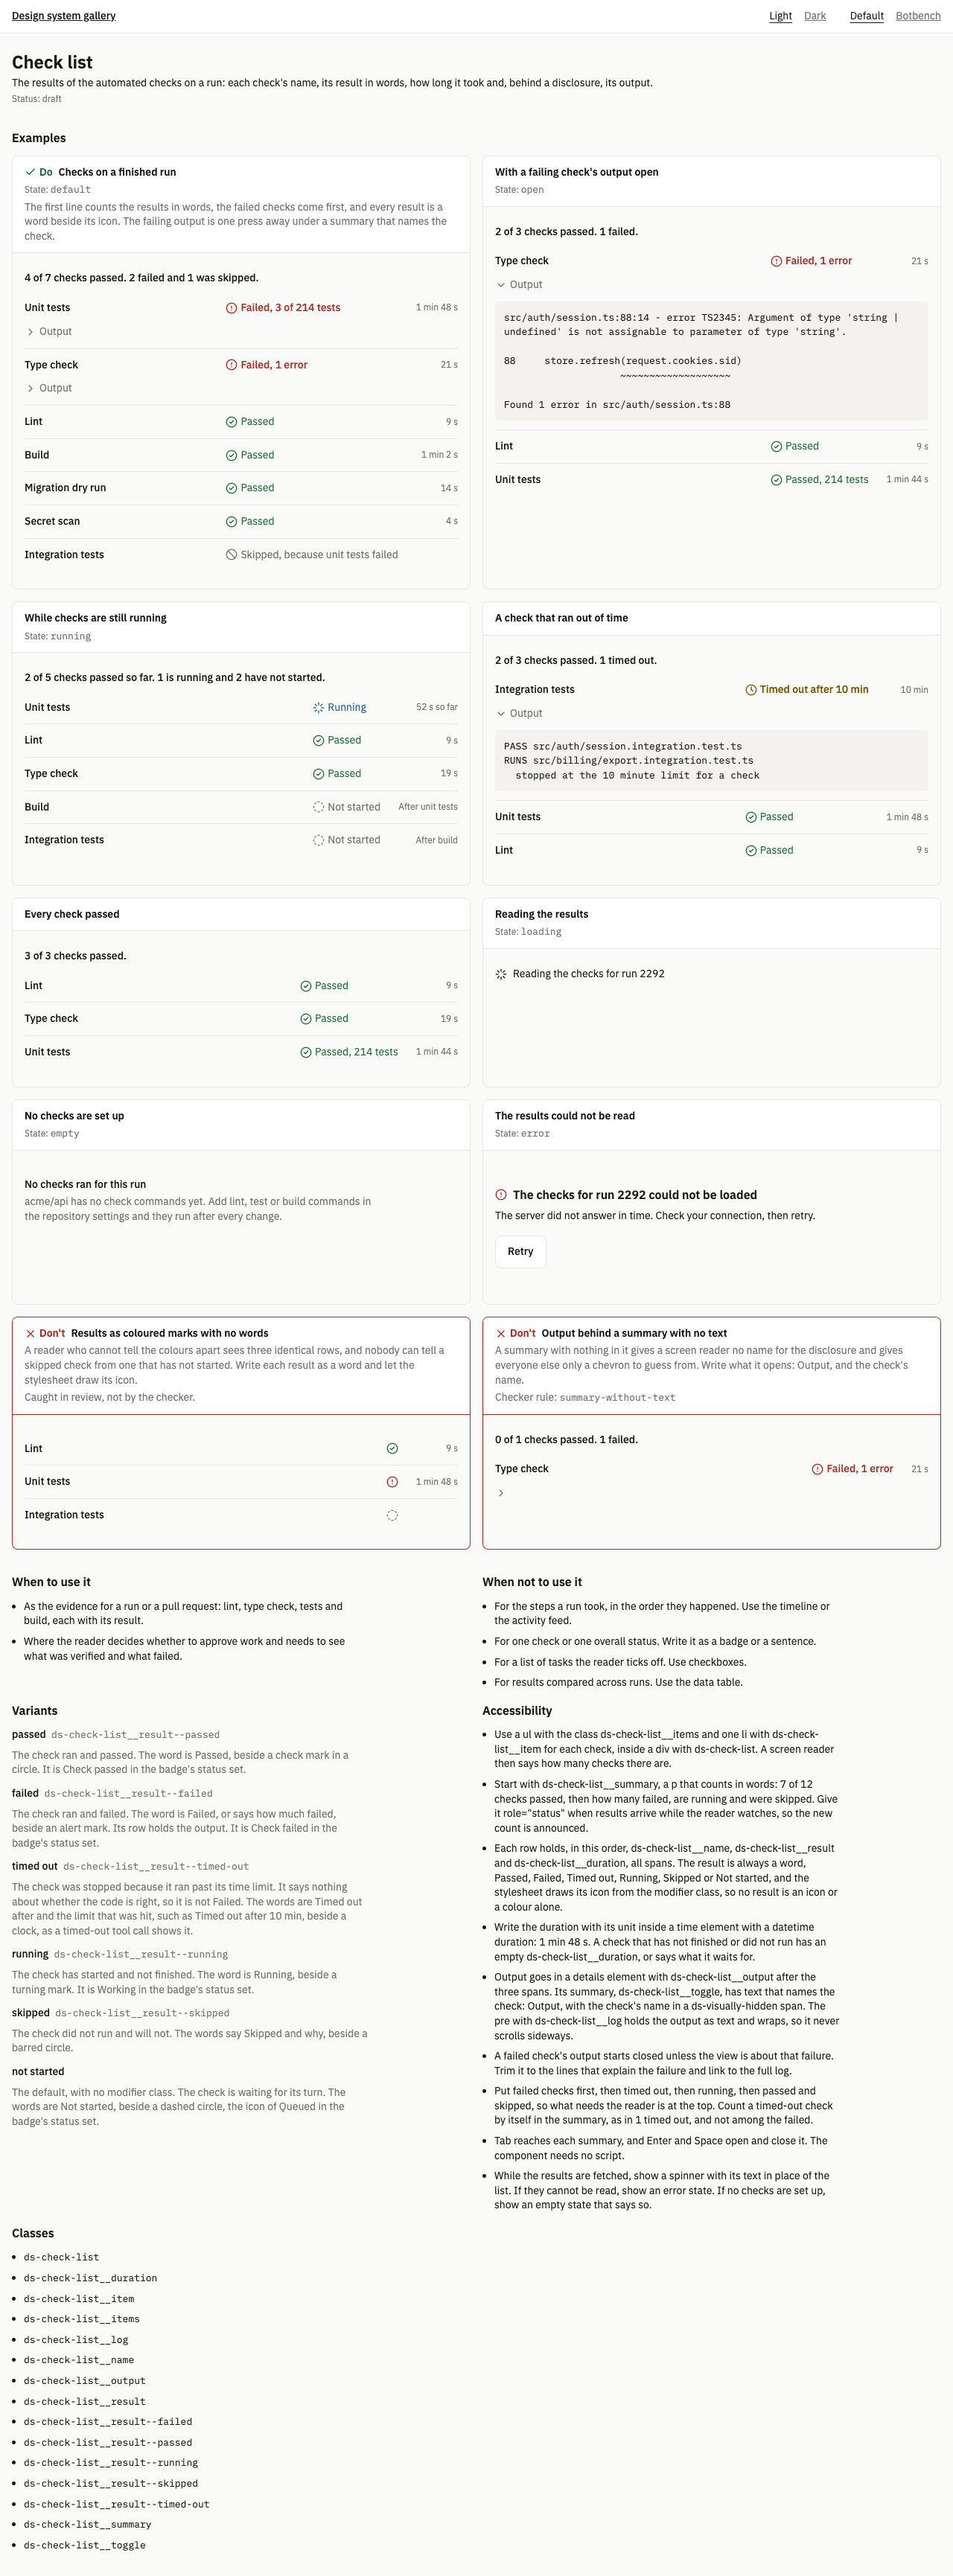 Design system gallery
Light Dark Default Botbench
Check list
The results of the automated checks on a run: each check's name, its result in words, how long it took and, behind a disclosure, its output.
Status: draft
Examples
Do Checks on a finished run
State: default
The first line counts the results in words, the failed checks come first, and every result is a
word beside its icon. The failing output is one press away under a summary that names the
check.
4 of 7 checks passed. 2 failed and 1 was skipped.
Unit tests Failed, 3 of 214 tests 1 min 48 s
Output
Type check Failed, 1 error 21 s
Output
Lint Passed 9 s
Build Passed 1 min 2 s
Migration dry run Passed 14 s
Secret scan Passed 4 s
Integration tests Skipped, because unit tests failed
With a failing check's output open
State: open
2 of 3 checks passed. 1 failed.
Type check Failed, 1 error 21 s
Output
src/auth/session.ts:88:14 - error TS2345: Argument of type 'string |
undefined' is not assignable to parameter of type 'string'.
88 store.refresh(request.cookies.sid)
~~~~~~~~~~~~~~~~~~~
Found 1 error in src/auth/session.ts:88
Lint Passed 9 s
Unit tests Passed, 214 tests 1 min 44 s
While checks are still running
State: running
2 of 5 checks passed so far. 1 is running and 2 have not started.
Unit tests Running 52 s so far
Lint Passed 9 s
Type check Passed 19 s
Build Not started After unit tests
Integration tests Not started After build
A check that ran out of time
2 of 3 checks passed. 1 timed out.
Integration tests Timed out after 10 min 10 min
Output
PASS src/auth/session.integration.test.ts
RUNS src/billing/export.integration.test.ts
stopped at the 10 minute limit for a check
Unit tests Passed 1 min 48 s
Lint Passed 9 s
Every check passed
3 of 3 checks passed.
Lint Passed 9 s
Type check Passed 19 s
Unit tests Passed, 214 tests 1 min 44 s
Reading the results
State: loading
Reading the checks for run 2292
No checks are set up
State: empty
No checks ran for this run
acme/api has no check commands yet. Add lint, test or build commands in
the repository settings and they run after every change.
The results could not be read
State: error
The checks for run 2292 could not be loaded
The server did not answer in time. Check your connection, then retry.
Retry
Don't Results as coloured marks with no words
A reader who cannot tell the colours apart sees three identical rows, and nobody can tell a
skipped check from one that has not started. Write each result as a word and let the
stylesheet draw its icon.
Caught in review, not by the checker.
Lint 9 s
Unit tests 1 min 48 s
Integration tests
Don't Output behind a summary with no text
A summary with nothing in it gives a screen reader no name for the disclosure and gives
everyone else only a chevron to guess from. Write what it opens: Output, and the check's
name.
Checker rule: summary-without-text
0 of 1 checks passed. 1 failed.
Type check Failed, 1 error 21 s
When to use it
As the evidence for a run or a pull request: lint, type check, tests and
build, each with its result.
Where the reader decides whether to approve work and needs to see
what was verified and what failed.
When not to use it
For the steps a run took, in the order they happened. Use the timeline or
the activity feed.
For one check or one overall status. Write it as a badge or a sentence.
For a list of tasks the reader ticks off. Use checkboxes.
For results compared across runs. Use the data table.
Variants
passed ds-check-list__result--passed
The check ran and passed. The word is Passed, beside a check mark in a
circle. It is Check passed in the badge's status set.
failed ds-check-list__result--failed
The check ran and failed. The word is Failed, or says how much failed,
beside an alert mark. Its row holds the output. It is Check failed in the
badge's status set.
timed out ds-check-list__result--timed-out
The check was stopped because it ran past its time limit. It says nothing
about whether the code is right, so it is not Failed. The words are Timed out
after and the limit that was hit, such as Timed out after 10 min, beside a
clock, as a timed-out tool call shows it.
running ds-check-list__result--running
The check has started and not finished. The word is Running, beside a
turning mark. It is Working in the badge's status set.
skipped ds-check-list__result--skipped
The check did not run and will not. The words say Skipped and why, beside a
barred circle.
not started
The default, with no modifier class. The check is waiting for its turn. The
words are Not started, beside a dashed circle, the icon of Queued in the
badge's status set.
Accessibility
Use a ul with the class ds-check-list__items and one li with ds-check-
list__item for each check, inside a div with ds-check-list. A screen reader
then says how many checks there are.
Start with ds-check-list__summary, a p that counts in words: 7 of 12
checks passed, then how many failed, are running and were skipped. Give
it role="status" when results arrive while the reader watches, so the new
count is announced.
Each row holds, in this order, ds-check-list__name, ds-check-list__result
and ds-check-list__duration, all spans. The result is always a word,
Passed, Failed, Timed out, Running, Skipped or Not started, and the
stylesheet draws its icon from the modifier class, so no result is an icon or
a colour alone.
Write the duration with its unit inside a time element with a datetime
duration: 1 min 48 s. A check that has not finished or did not run has an
empty ds-check-list__duration, or says what it waits for.
Output goes in a details element with ds-check-list__output after the
three spans. Its summary, ds-check-list__toggle, has text that names the
check: Output, with the check's name in a ds-visually-hidden span. The
pre with ds-check-list__log holds the output as text and wraps, so it never
scrolls sideways.
A failed check's output starts closed unless the view is about that failure.
Trim it to the lines that explain the failure and link to the full log.
Put failed checks first, then timed out, then running, then passed and
skipped, so what needs the reader is at the top. Count a timed-out check
by itself in the summary, as in 1 timed out, and not among the failed.
Tab reaches each summary, and Enter and Space open and close it. The
component needs no script.
While the results are fetched, show a spinner with its text in place of the
list. If they cannot be read, show an error state. If no checks are set up,
show an empty state that says so.
Classes
ds-check-list
ds-check-list__duration
ds-check-list__item
ds-check-list__items
ds-check-list__log
ds-check-list__name
ds-check-list__output
ds-check-list__result
ds-check-list__result--failed
ds-check-list__result--passed
ds-check-list__result--running
ds-check-list__result--skipped
ds-check-list__result--timed-out
ds-check-list__summary
ds-check-list__toggle